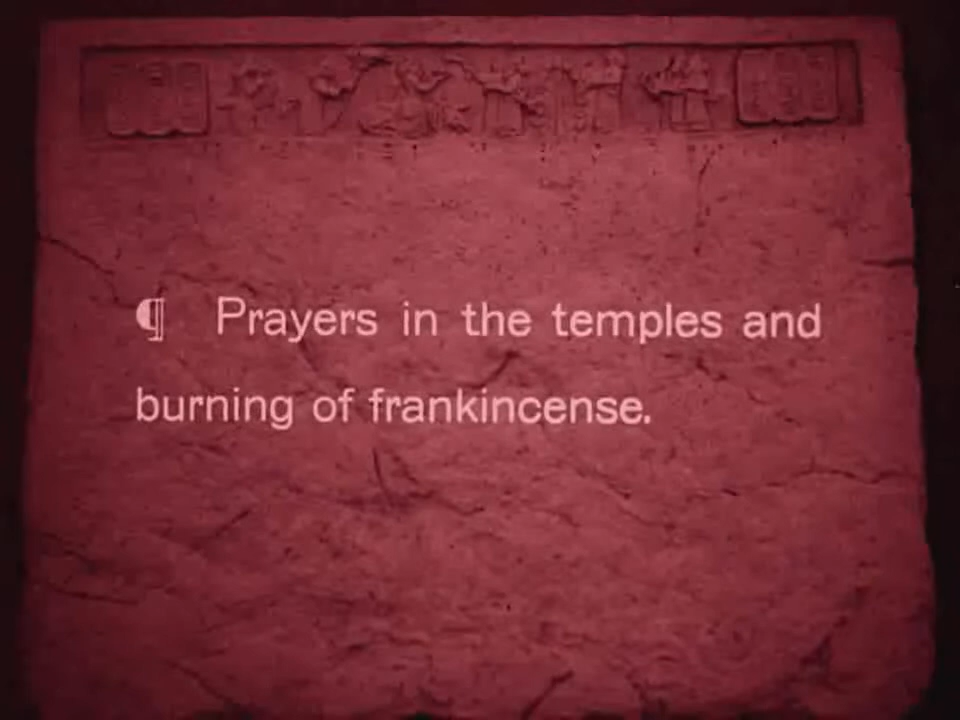 ¶ Prayers in the temples and
burning of frankincense.